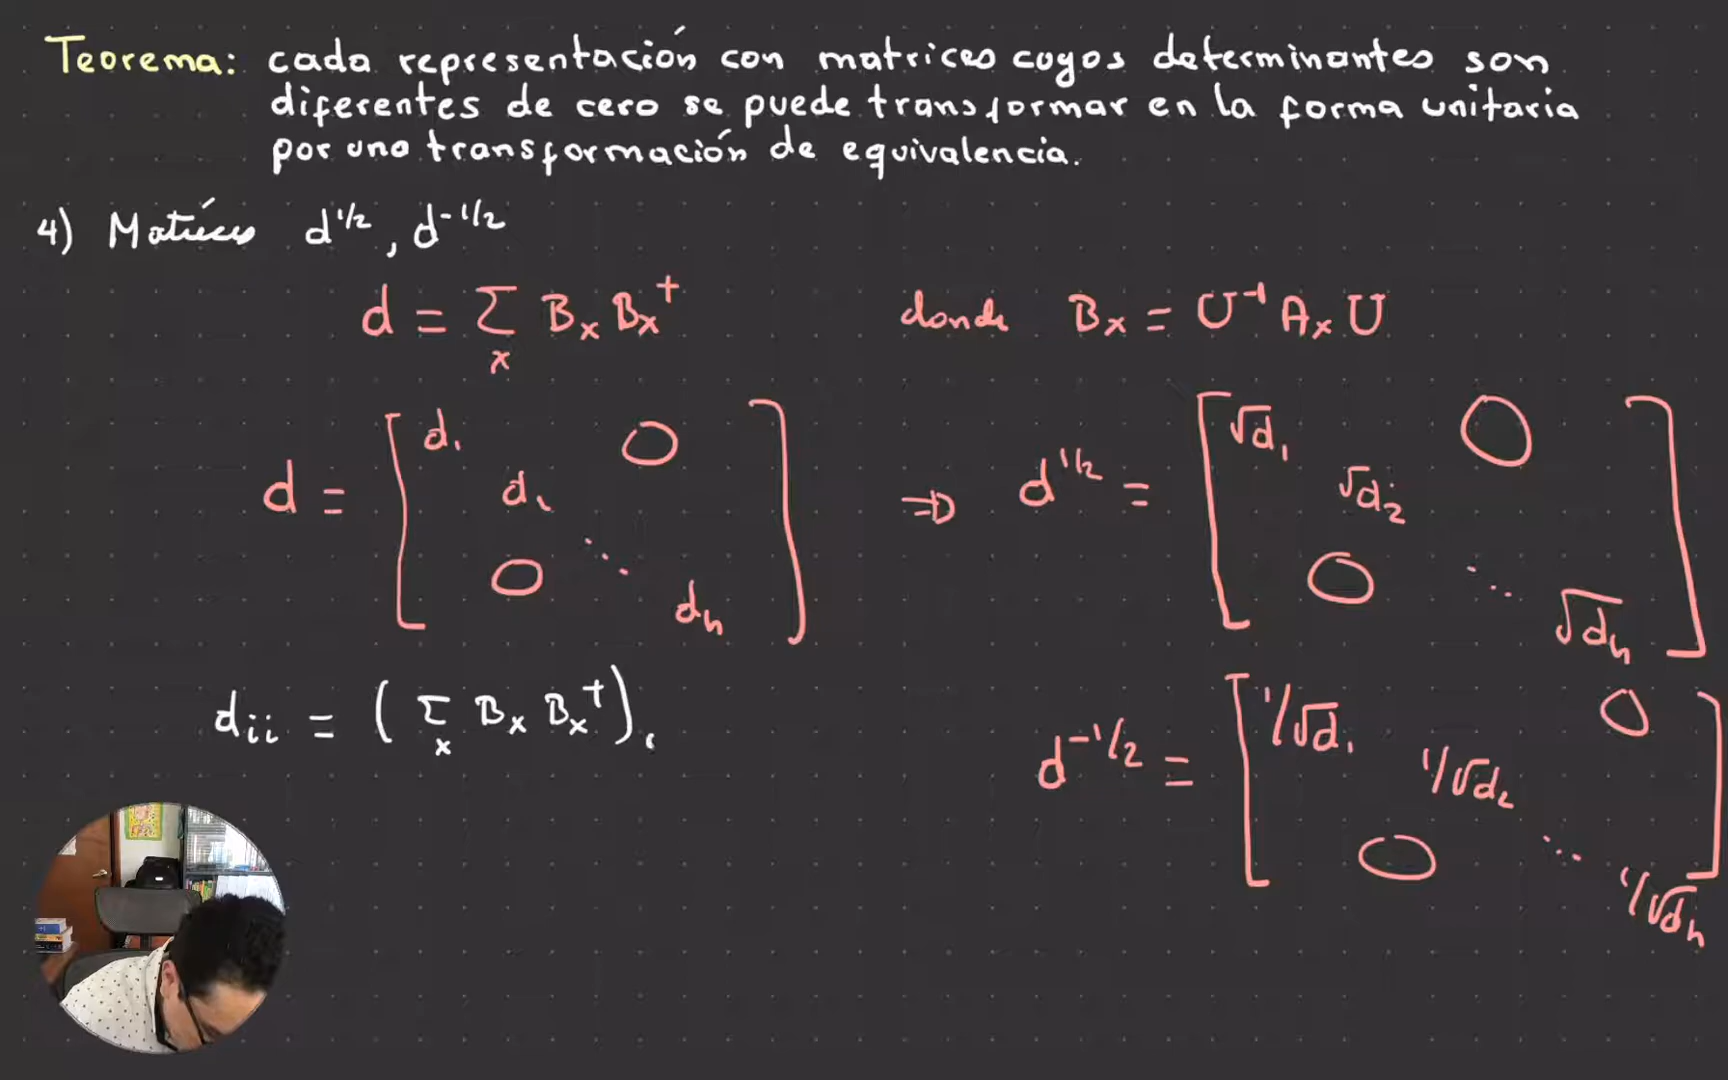 Teorema: cada representación con matrices cuyos determinantes son
diferentes de cero se puede transformar en la forma unitaria
por una transformación de equivalencia.
4) Matrices d^{1/2}, d^{-1/2}
d = Σ_x B_x B_x^† donde B_x = U^{-1} A_x U
d = [ d_1 0 d_2 0 ⋱ d_n ] ⇒ d^{1/2} = [ √d_1 0 √d_2 0 ⋱ √d_n ]
d_{ii} = ( Σ_x B_x B_x^† )
d^{-1/2} = [ 1/√d_1 0 1/√d_2 0 ⋱ 1/√d_n ]